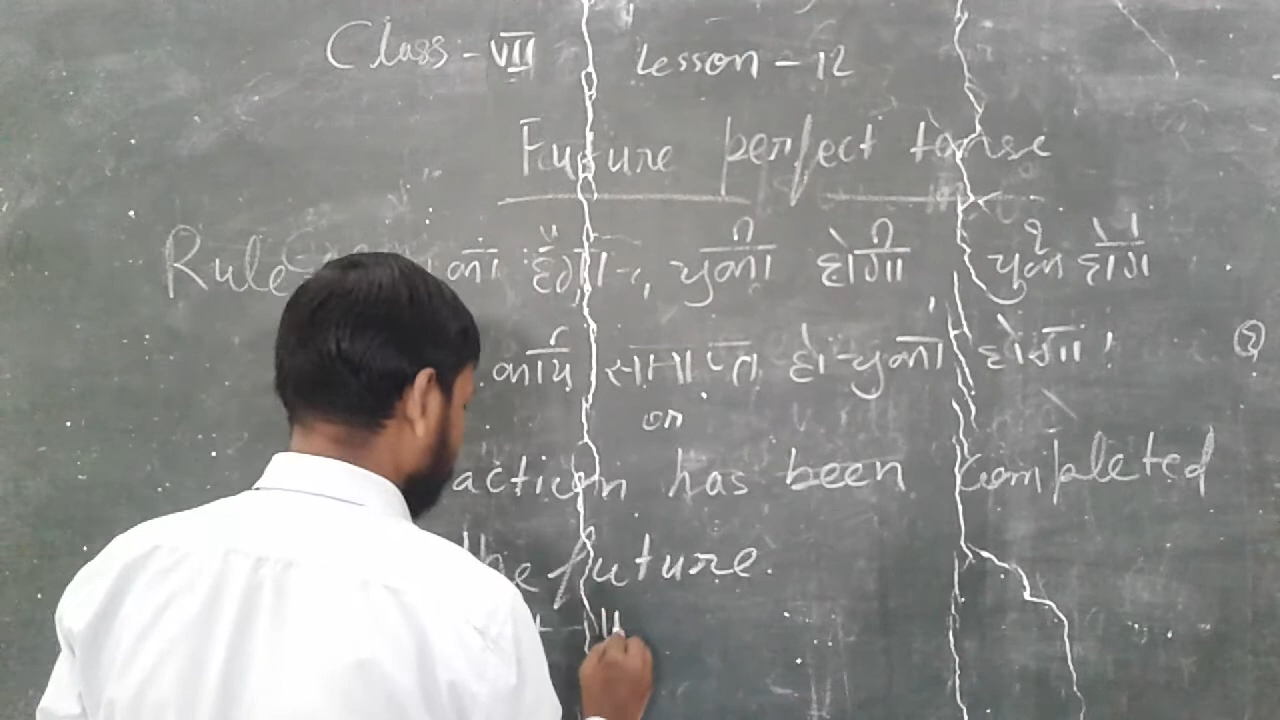 Class - VII Lesson - 12
Future perfect tense
Rule चुका होगा चुके होंगे
कार्य समाप्त हो चुका होगा।
or
action has been completed
the future.